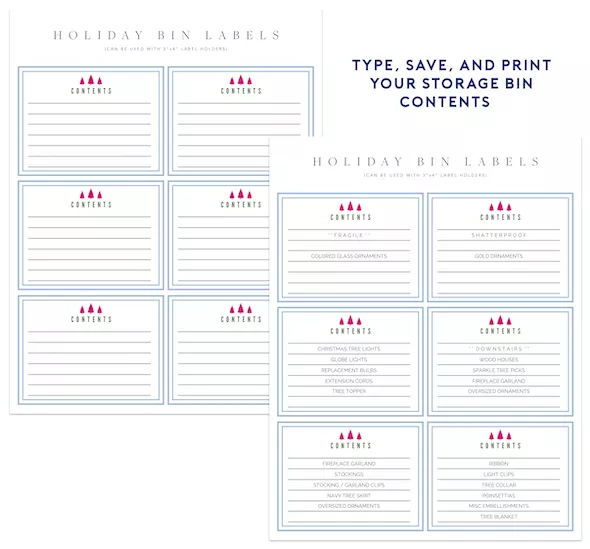 HOLIDAY BIN LABELS
(CAN BE USED WITH 3"x4" LABEL HOLDERS)
CONTENTS
CONTENTS
CONTENTS
CONTENTS
CONTENTS
CONTENTS
TYPE, SAVE, AND PRINT
YOUR STORAGE BIN
CONTENTS
HOLIDAY BIN LABELS
(CAN BE USED WITH 3"x4" LABEL HOLDERS)
CONTENTS
**FRAGILE**
COLORED GLASS ORNAMENTS
CONTENTS
SHATTERPROOF
GOLD ORNAMENTS
CONTENTS
CHRISTMAS TREE LIGHTS
GLOBE LIGHTS
REPLACEMENT BULBS
EXTENSION CORDS
TREE TOPPER
CONTENTS
**DOWNSTAIRS**
WOOD HOUSES
SPARKLE TREE PICKS
FIREPLACE GARLAND
OVERSIZED ORNAMENTS
CONTENTS
FIREPLACE GARLAND
STOCKINGS
STOCKING / GARLAND CLIPS
NAVY TREE SKIRT
OVERSIZED ORNAMENTS
CONTENTS
RIBBON
LIGHT CLIPS
TREE COLLAR
POINSETTIAS
MISC EMBELLISHMENTS
TREE BLANKET